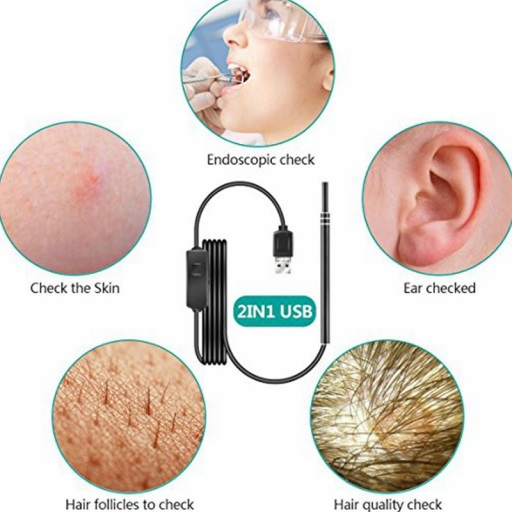 Endoscopic check
Check the Skin
Ear checked
2IN1 USB
Hair follicles to check
Hair quality check